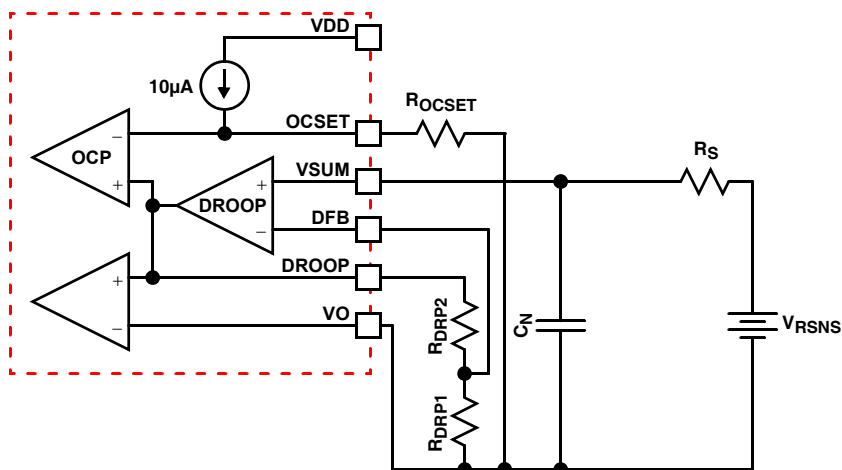 VDD
10µA
OCSET
R_OCSET
OCP
−
+
VSUM
R_S
DROOP
+
−
DFB
DROOP
+
−
VO
R_DRP2
C_N
V_RSNS
R_DRP1